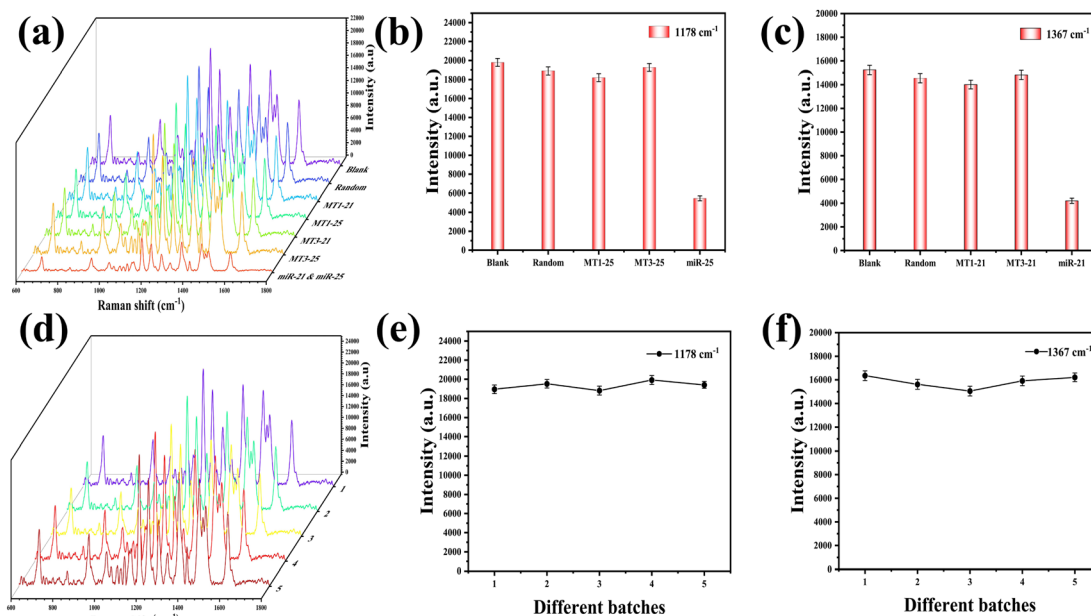 (a)
22000
20000
18000
16000
14000
12000
10000
8000
6000
4000
2000
0
Intensity (a.u)
Blank
Random
MT1-21
MT1-25
MT3-21
MT3-25
miR-21 & miR-25
600 800 1000 1200 1400 1600 1800
Raman shift (cm-1)
(b)
1178 cm-1
24000
22000
20000
18000
16000
14000
12000
10000
8000
6000
4000
2000
0
Intensity (a.u.)
Blank Random MT1-25 MT3-25 miR-25
(c)
1367 cm-1
20000
18000
16000
14000
12000
10000
8000
6000
4000
2000
0
Intensity (a.u.)
Blank Random MT1-21 MT3-21 miR-21
(d)
24000
22000
20000
18000
16000
14000
12000
10000
8000
6000
4000
2000
0
Intensity (a.u)
1
2
3
4
5
600 800 1000 1200 1400 1600 1800
(e)
1178 cm-1
24000
22000
20000
18000
16000
14000
12000
10000
8000
6000
4000
2000
0
Intensity (a.u.)
1 2 3 4 5
Different batches
(f)
1367 cm-1
20000
18000
16000
14000
12000
10000
8000
6000
4000
2000
0
Intensity (a.u.)
1 2 3 4 5
Different batches